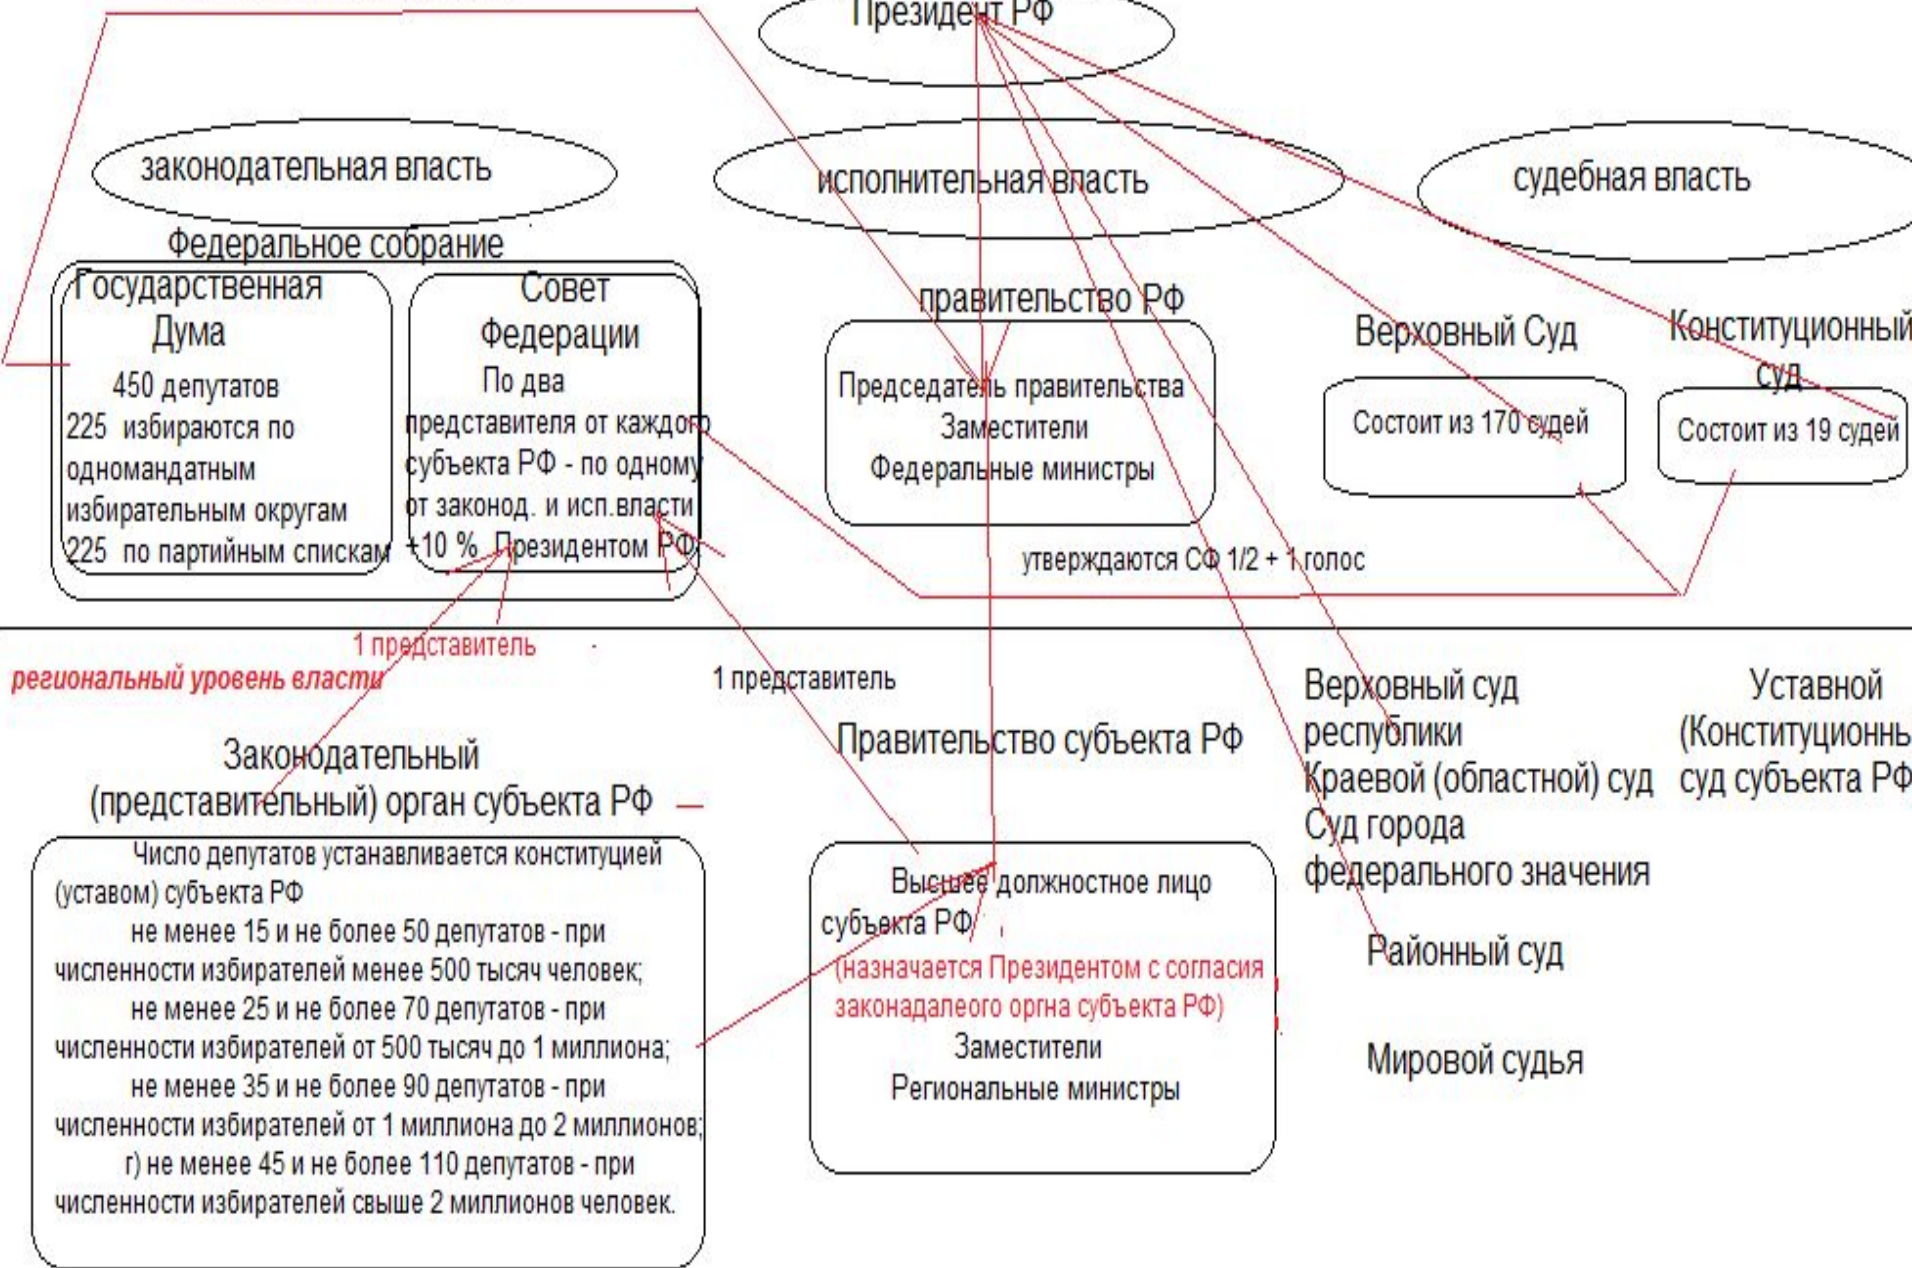 Президент РФ
законодательная власть
исполнительная власть
судебная власть
Федеральное собрание
Государственная
Дума
450 депутатов
225 избираются по
одномандатным
избирательным округам
225 по партийным спискам
Совет
Федерации
По два
представителя от каждого
субъекта РФ - по одному
от законод. и исп.власти
+10 % Президентом РФ
правительство РФ
Председатель правительства
Заместители
Федеральные министры
Верховный Суд
Состоит из 170 судей
Конституционный
суд
Состоит из 19 судей
утверждаются СФ 1/2 + 1 голос
1 представитель
региональный уровень власти
1 представитель
Законодательный
(представительный) орган субъекта РФ
Число депутатов устанавливается конституцией
(уставом) субъекта РФ
не менее 15 и не более 50 депутатов - при
численности избирателей менее 500 тысяч человек;
не менее 25 и не более 70 депутатов - при
численности избирателей от 500 тысяч до 1 миллиона;
не менее 35 и не более 90 депутатов - при
численности избирателей от 1 миллиона до 2 миллионов;
г) не менее 45 и не более 110 депутатов - при
численности избирателей свыше 2 миллионов человек.
Правительство субъекта РФ
Высшее должностное лицо
субъекта РФ
(назначается Президентом с согласия
законадалеого оргна субъекта РФ)
Заместители
Региональные министры
Верховный суд
республики
Краевой (областной) суд
Суд города
федерального значения
Районный суд
Мировой судья
Уставной
(Конституционнь
суд субъекта РФ